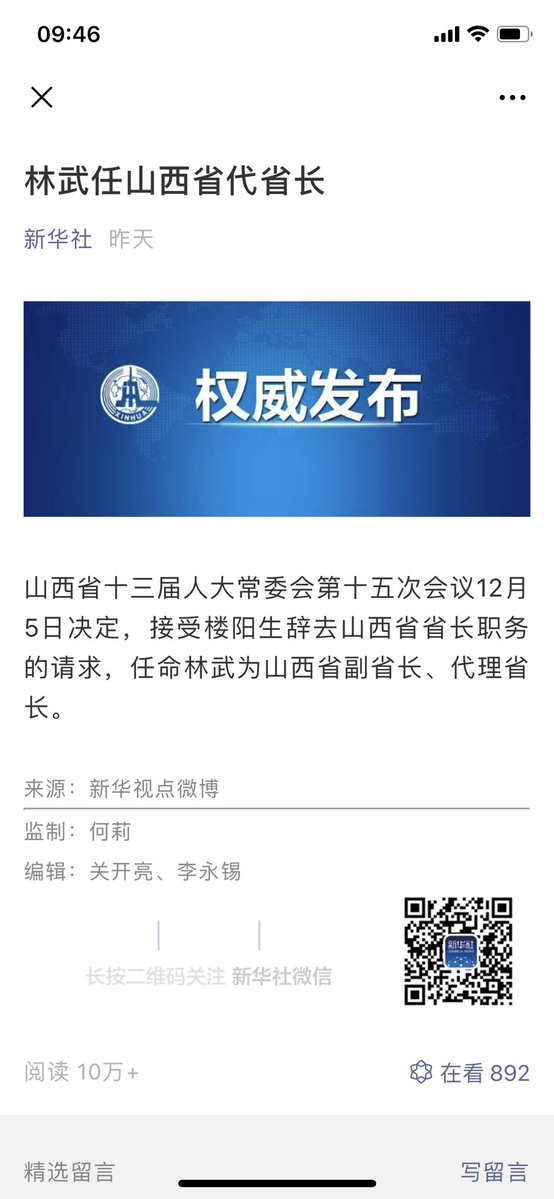 09:46
林武任山西省代省长
新华社 昨天
XINHUA
权威发布
山西省十三届人大常委会第十五次会议12月
5日决定，接受楼阳生辞去山西省省长职务
的请求，任命林武为山西省副省长、代理省
长。
来源：新华视点微博
监制：何莉
编辑：关开亮、李永锡
长按二维码关注 新华社微信
新华社
阅读 10万+
在看 892
精选留言
写留言